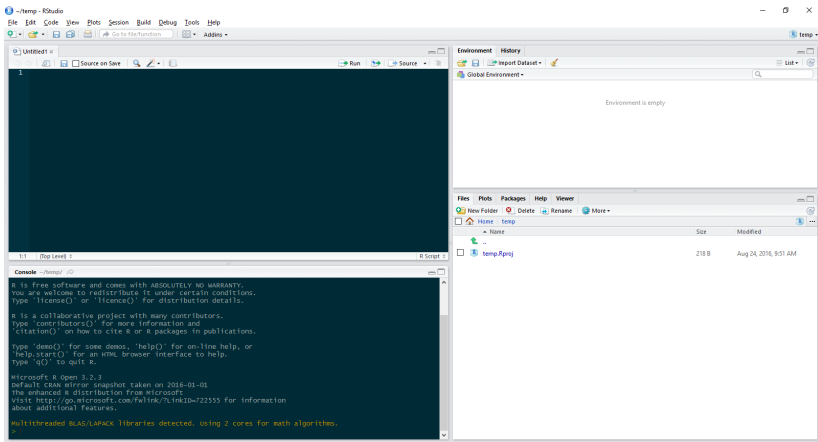 ~/temp - RStudio
File Edit Code View Plots Session Build Debug Tools Help
Go to file/function Addins temp
Untitled1
Source on Save Run Source
1
1:1 (Top Level) R Script
Console ~/temp/
R is free software and comes with ABSOLUTELY NO WARRANTY.
You are welcome to redistribute it under certain conditions.
Type 'license()' or 'licence()' for distribution details.
R is a collaborative project with many contributors.
Type 'contributors()' for more information and
'citation()' on how to cite R or R packages in publications.
Type 'demo()' for some demos, 'help()' for on-line help, or
'help.start()' for an HTML browser interface to help.
Type 'q()' to quit R.
Microsoft R Open 3.2.3
Default CRAN mirror snapshot taken on 2016-01-01
The enhanced R distribution from Microsoft
Visit http://go.microsoft.com/fwlink/?LinkID=722555 for information
about additional features.
Multithreaded BLAS/LAPACK libraries detected. Using 2 cores for math algorithms.
>
Environment History
Import Dataset List
Global Environment
Environment is empty
Files Plots Packages Help Viewer
New Folder Delete Rename More
Home temp
Name Size Modified
..
temp.Rproj 218 B Aug 24, 2016, 9:51 AM